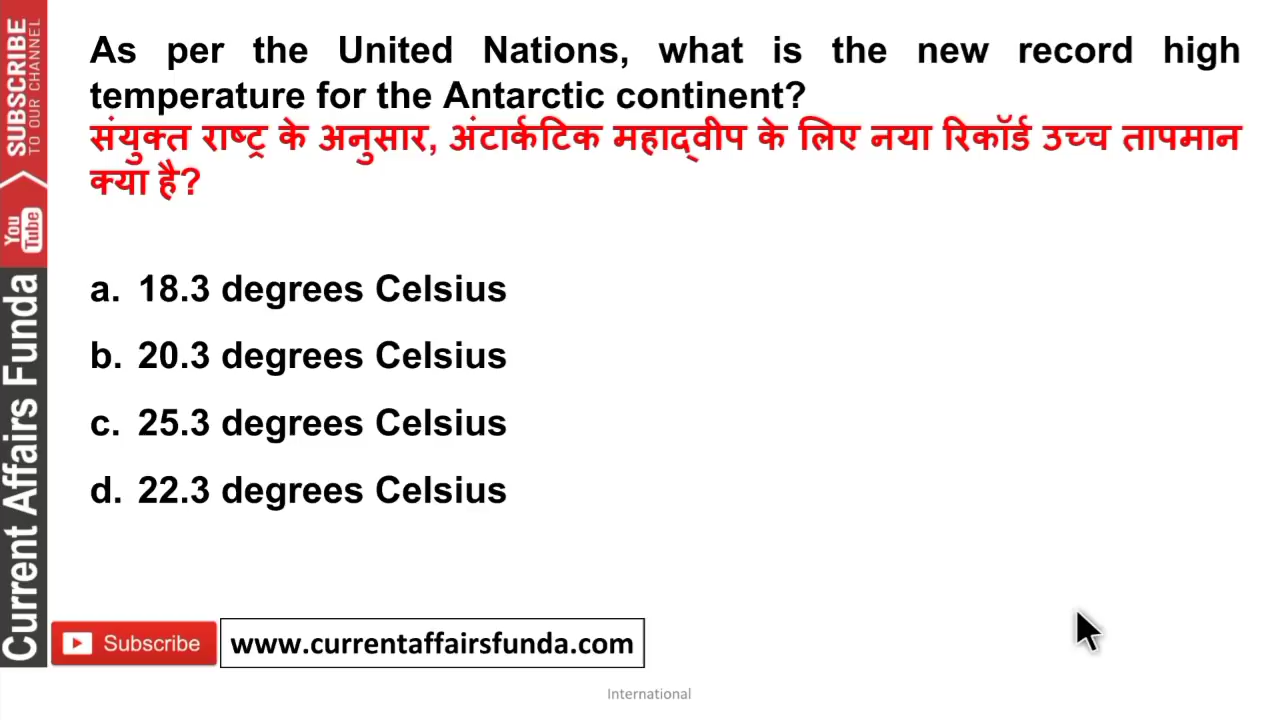 As per the United Nations, what is the new record high
temperature for the Antarctic continent?
संयुक्त राष्ट्र के अनुसार, अंटार्कटिक महाद्वीप के लिए नया रिकॉर्ड उच्च तापमान
क्या है?
a. 18.3 degrees Celsius
b. 20.3 degrees Celsius
c. 25.3 degrees Celsius
d. 22.3 degrees Celsius
SUBSCRIBE
TO OUR CHANNEL
You
Tube
Current Affairs Funda
Subscribe
www.currentaffairsfunda.com
International